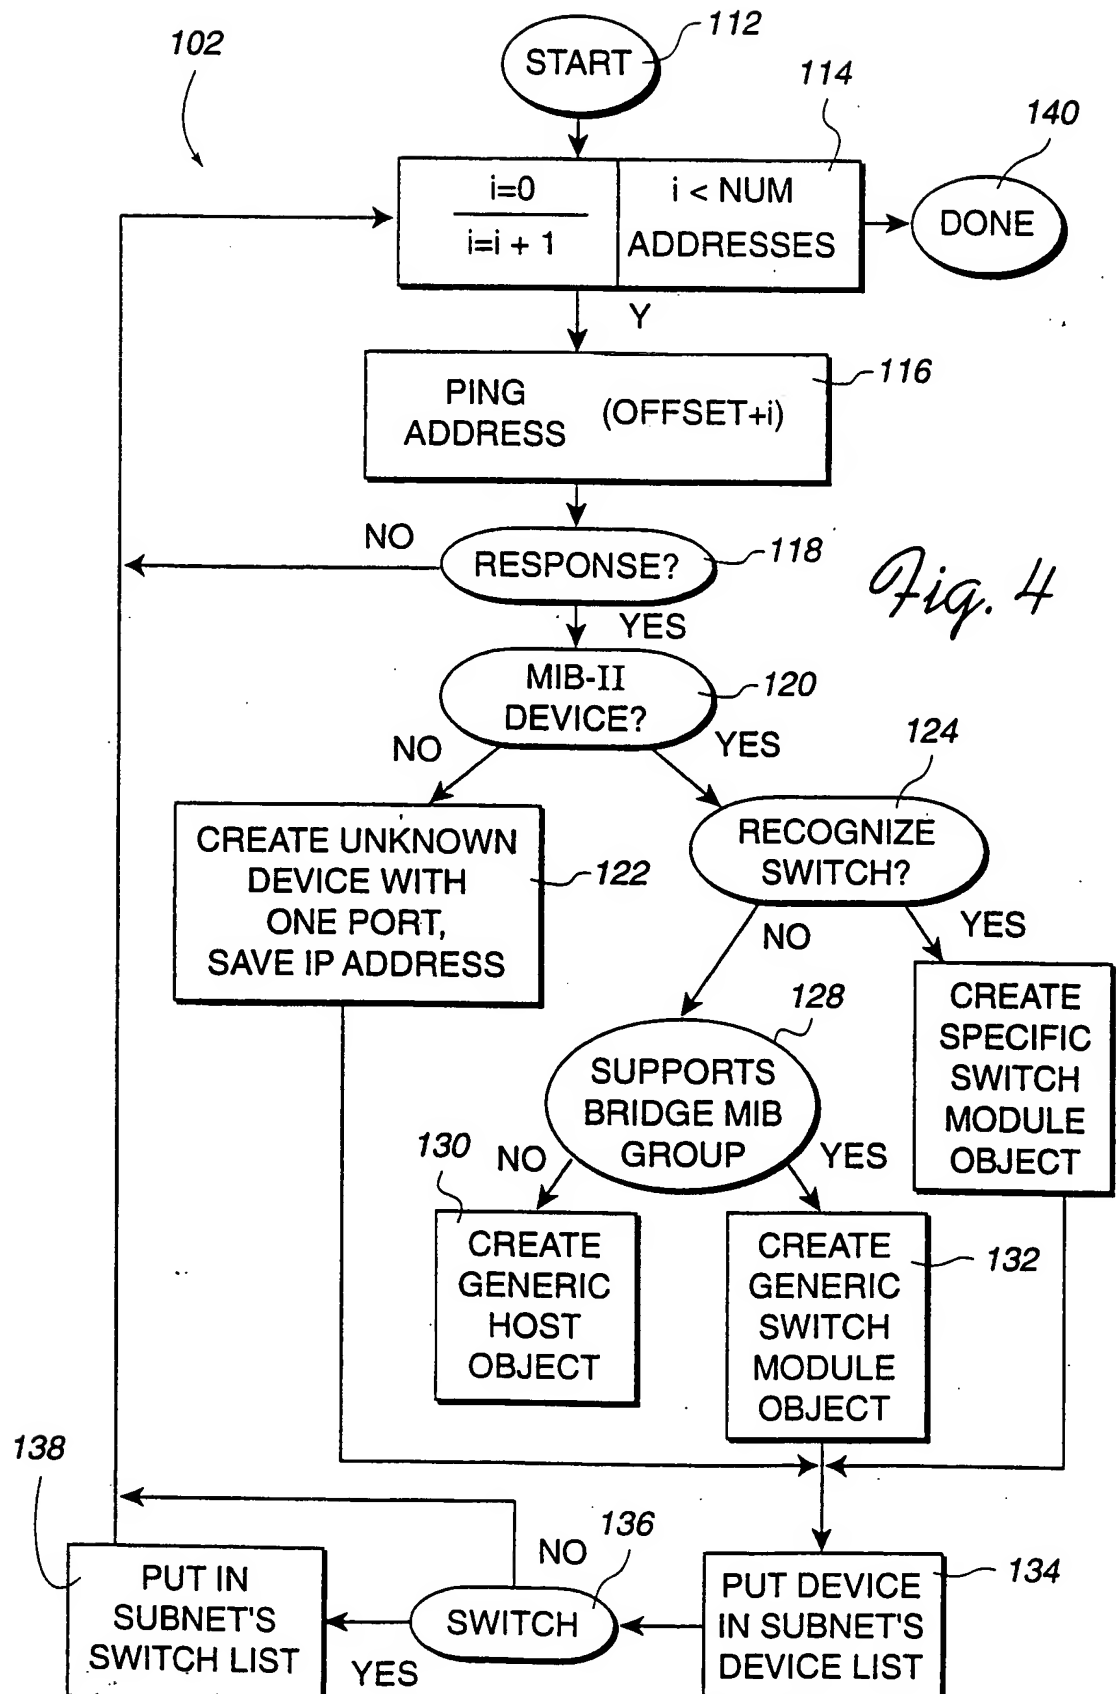 102
START
112
114
140
i=0
i=i + 1
i < NUM
ADDRESSES
DONE
Y
PING
ADDRESS
(OFFSET+i)
116
NO
RESPONSE?
118
Fig. 4
YES
MIB-II
DEVICE?
120
NO
YES
124
CREATE UNKNOWN
DEVICE WITH
ONE PORT,
SAVE IP ADDRESS
122
RECOGNIZE
SWITCH?
NO
YES
128
SUPPORTS
BRIDGE MIB
GROUP
CREATE
SPECIFIC
SWITCH
MODULE
OBJECT
130
NO
YES
CREATE
GENERIC
HOST
OBJECT
CREATE
GENERIC
SWITCH
MODULE
OBJECT
132
138
136
NO
PUT IN
SUBNET'S
SWITCH LIST
YES
SWITCH
PUT DEVICE
IN SUBNET'S
DEVICE LIST
134